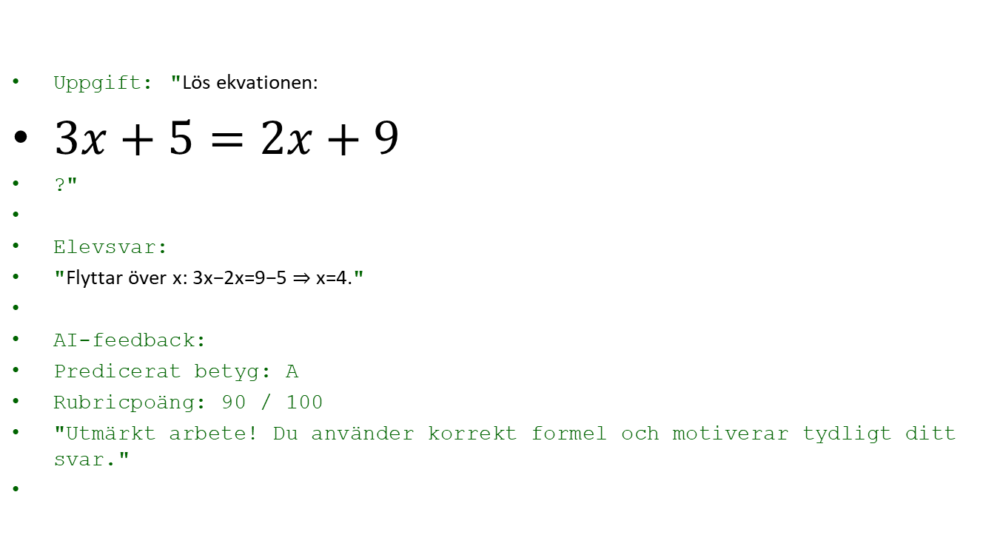 • Uppgift: "Lös ekvationen:
• 3x + 5 = 2x + 9
• ?"
•
• Elevsvar:
• "Flyttar över x: 3x−2x=9−5 ⇒ x=4."
•
• AI-feedback:
• Predicerat betyg: A
• Rubricpoäng: 90 / 100
• "Utmärkt arbete! Du använder korrekt formel och motiverar tydligt ditt
svar."
•